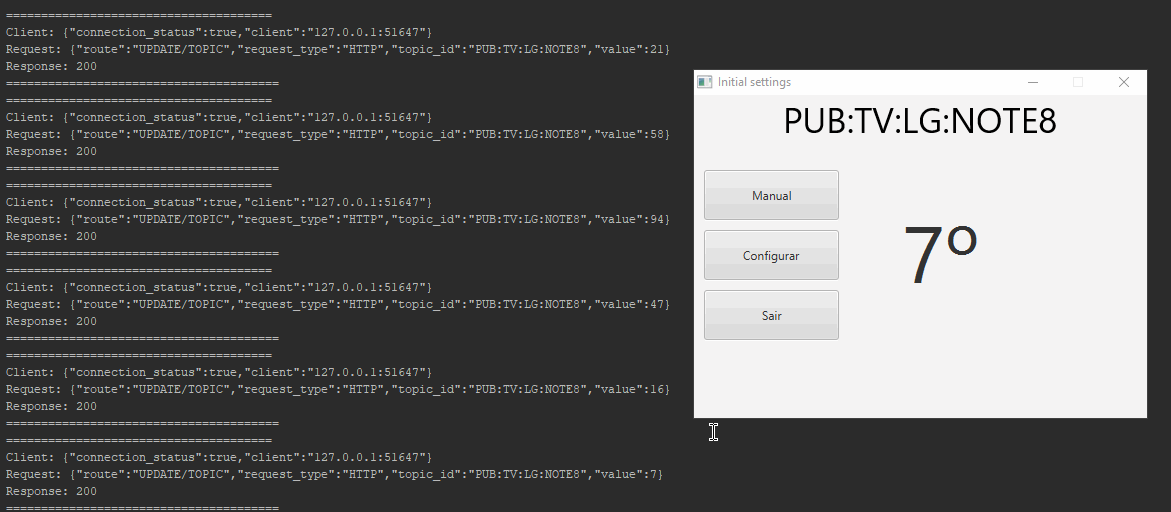 ======================================
Client: {"connection_status":true,"client":"127.0.0.1:51647"}
Request: {"route":"UPDATE/TOPIC","request_type":"HTTP","topic_id":"PUB:TV:LG:NOTE8","value":21}
Response: 200
=======================================
======================================
Client: {"connection_status":true,"client":"127.0.0.1:51647"}
Request: {"route":"UPDATE/TOPIC","request_type":"HTTP","topic_id":"PUB:TV:LG:NOTE8","value":58}
Response: 200
=======================================
======================================
Client: {"connection_status":true,"client":"127.0.0.1:51647"}
Request: {"route":"UPDATE/TOPIC","request_type":"HTTP","topic_id":"PUB:TV:LG:NOTE8","value":94}
Response: 200
=======================================
======================================
Client: {"connection_status":true,"client":"127.0.0.1:51647"}
Request: {"route":"UPDATE/TOPIC","request_type":"HTTP","topic_id":"PUB:TV:LG:NOTE8","value":47}
Response: 200
=======================================
======================================
Client: {"connection_status":true,"client":"127.0.0.1:51647"}
Request: {"route":"UPDATE/TOPIC","request_type":"HTTP","topic_id":"PUB:TV:LG:NOTE8","value":16}
Response: 200
=======================================
======================================
Client: {"connection_status":true,"client":"127.0.0.1:51647"}
Request: {"route":"UPDATE/TOPIC","request_type":"HTTP","topic_id":"PUB:TV:LG:NOTE8","value":7}
Response: 200
=======================================
Initial settings
PUB:TV:LG:NOTE8
Manual
Configurar
Sair
7º